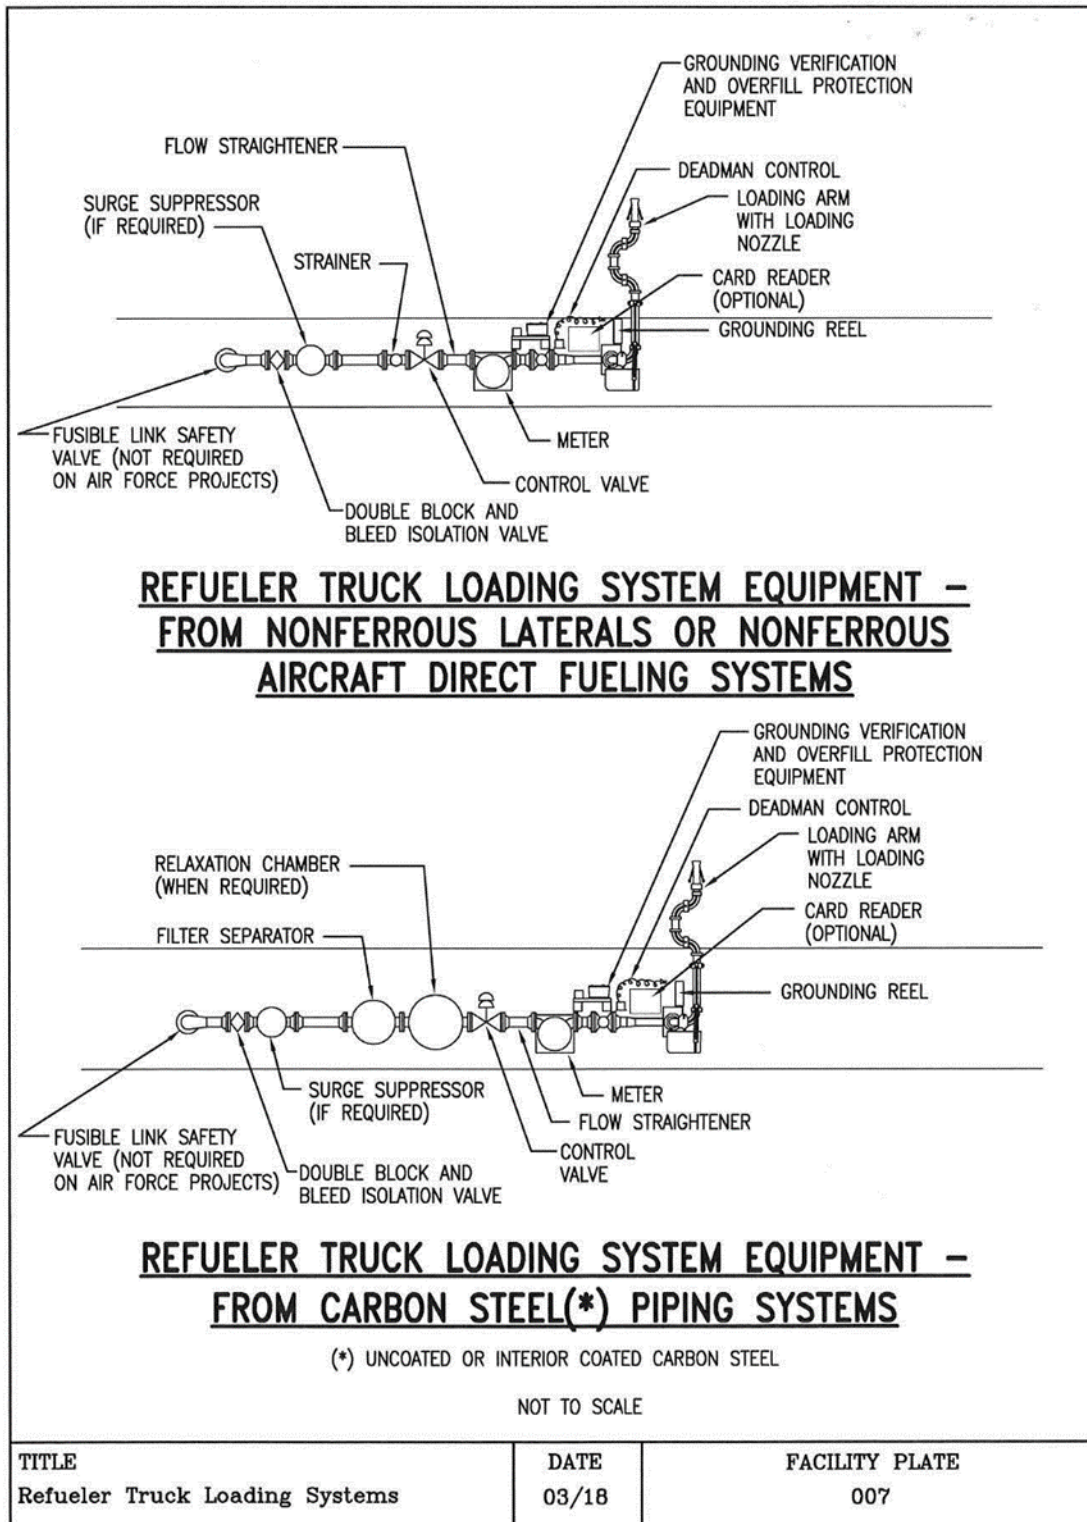 GROUNDING VERIFICATION
AND OVERFILL PROTECTION
EQUIPMENT
FLOW STRAIGHTENER
DEADMAN CONTROL
SURGE SUPPRESSOR
(IF REQUIRED)
LOADING ARM
WITH LOADING
NOZZLE
STRAINER
CARD READER
(OPTIONAL)
GROUNDING REEL
FUSIBLE LINK SAFETY
VALVE (NOT REQUIRED
ON AIR FORCE PROJECTS)
METER
CONTROL VALVE
DOUBLE BLOCK AND
BLEED ISOLATION VALVE
REFUELER TRUCK LOADING SYSTEM EQUIPMENT –
FROM NONFERROUS LATERALS OR NONFERROUS
AIRCRAFT DIRECT FUELING SYSTEMS
GROUNDING VERIFICATION
AND OVERFILL PROTECTION
EQUIPMENT
DEADMAN CONTROL
LOADING ARM
WITH LOADING
NOZZLE
RELAXATION CHAMBER
(WHEN REQUIRED)
CARD READER
(OPTIONAL)
FILTER SEPARATOR
GROUNDING REEL
SURGE SUPPRESSOR
(IF REQUIRED)
METER
FLOW STRAIGHTENER
FUSIBLE LINK SAFETY
VALVE (NOT REQUIRED
ON AIR FORCE PROJECTS)
CONTROL
VALVE
DOUBLE BLOCK AND
BLEED ISOLATION VALVE
REFUELER TRUCK LOADING SYSTEM EQUIPMENT –
FROM CARBON STEEL(*) PIPING SYSTEMS
(*) UNCOATED OR INTERIOR COATED CARBON STEEL
NOT TO SCALE
TITLE
Refueler Truck Loading Systems
DATE
03/18
FACILITY PLATE
007